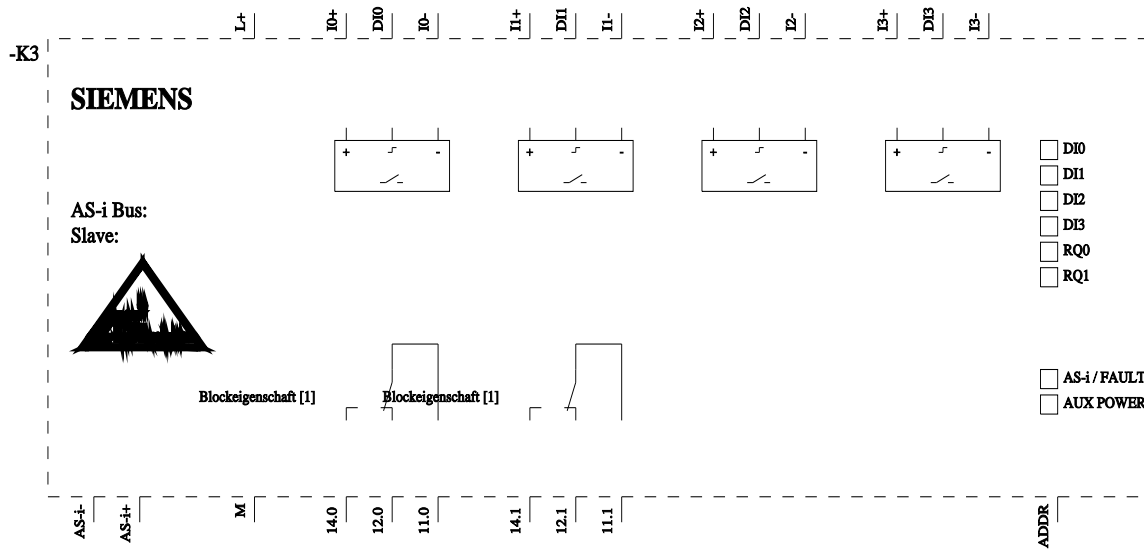 L+ I0+ DI0 I0- I1+ DI1 I1- I2+ DI2 I2- I3+ DI3 I3-
-K3
SIEMENS
+ - + - + - + -
DI0
DI1
DI2
DI3
RQ0
RQ1
AS-i Bus:
Slave:
Blockeigenschaft [1] Blockeigenschaft [1]
AS-i / FAULT
AUX POWER
AS-i- AS-i+ M 14.0 12.0 11.0 14.1 12.1 11.1 ADDR